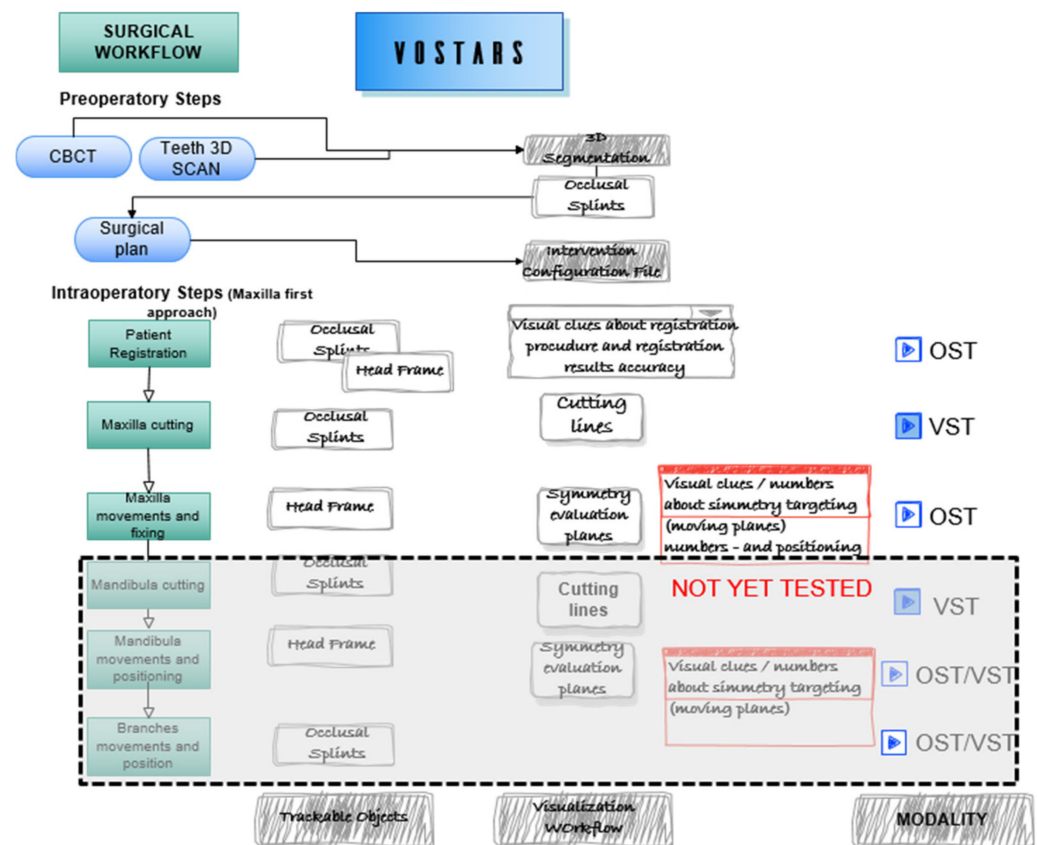 SURGICAL
WORKFLOW
VOSTARS
Preoperatory Steps
CBCT
Teeth 3D
SCAN
3D
Segmentation
Occlusal
Splints
Surgical
plan
Intervention
Configuration File
Intraoperatory Steps (Maxilla first
approach)
Patient
Registration
Occlusal
Splints
Head Frame
Visual clues about registration
procudure and registration
results accuracy
OST
Maxilla cutting
Occlusal
Splints
Cutting
lines
VST
Maxilla
movements and
fixing
Head Frame
Symmetry
evaluation
planes
Visual clues / numbers
about simmetry targeting
(moving planes)
numbers - and positioning
OST
Mandibula cutting
Occlusal
Splints
Cutting
lines
NOT YET TESTED
VST
Mandibula
movements and
positioning
Head Frame
Symmetry
evaluation
planes
Visual clues / numbers
about simmetry targeting
(moving planes)
OST/VST
Branches
movements and
position
Occlusal
Splints
OST/VST
Trackable Objects
Visualization
WOrkflow
MODALITY